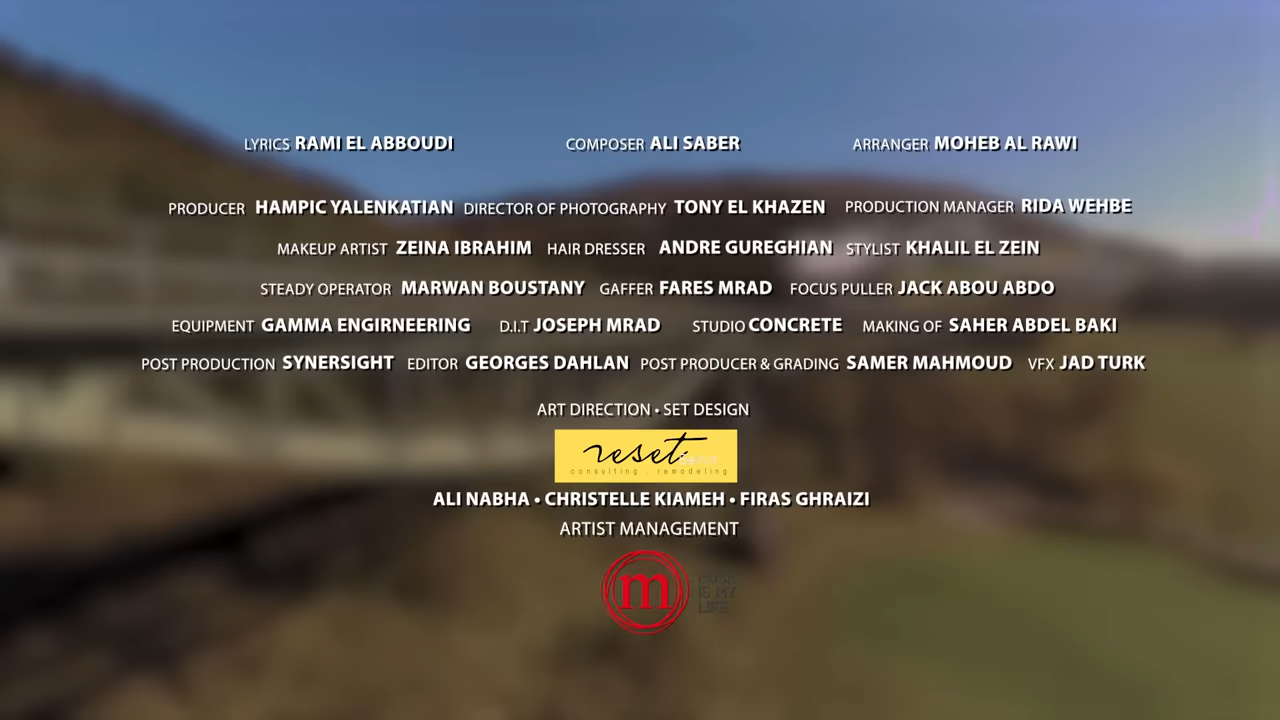 LYRICS RAMI EL ABBOUDI COMPOSER ALI SABER ARRANGER MOHEB AL RAWI
PRODUCER HAMPIC YALENKATIAN DIRECTOR OF PHOTOGRAPHY TONY EL KHAZEN PRODUCTION MANAGER RIDA WEHBE
MAKEUP ARTIST ZEINA IBRAHIM HAIR DRESSER ANDRE GUREGHIAN STYLIST KHALIL EL ZEIN
STEADY OPERATOR MARWAN BOUSTANY GAFFER FARES MRAD FOCUS PULLER JACK ABOU ABDO
EQUIPMENT GAMMA ENGIRNEERING D.I.T JOSEPH MRAD STUDIO CONCRETE MAKING OF SAHER ABDEL BAKI
POST PRODUCTION SYNERSIGHT EDITOR GEORGES DAHLAN POST PRODUCER & GRADING SAMER MAHMOUD VFX JAD TURK
ART DIRECTION • SET DESIGN
reset
consulting . remodeling
ALI NABHA • CHRISTELLE KIAMEH • FIRAS GHRAIZI
ARTIST MANAGEMENT
m
IS MY
LIFE